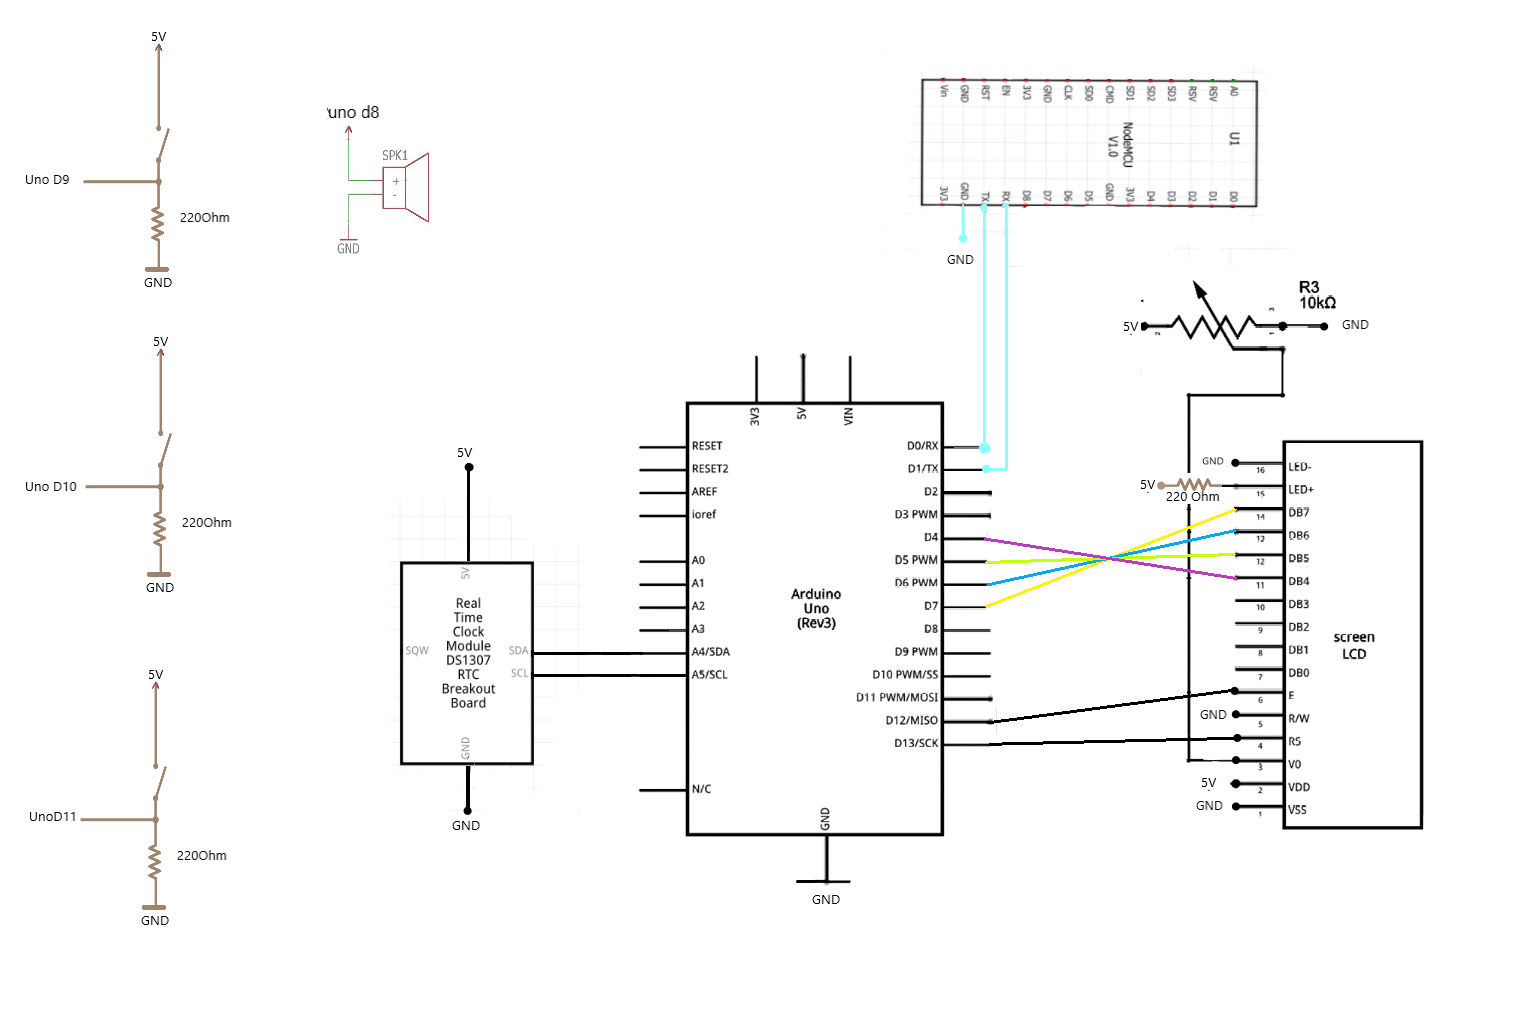 5V
Uno D9
220Ohm
GND
'uno d8
SPK1
+
-
GND
5V
Uno D10
220Ohm
GND
5V
UnoD11
220Ohm
GND
Vin
GND
RST
EN
3V3
GND
CLK
SD0
CMD
SD1
SD2
SD3
RSV
RSV
A0
NodeMCU
V1.0
U1
3V3
GND
TX
RX
D8
D7
D6
D5
GND
3V3
D4
D3
D2
D1
D0
GND
R3
10kΩ
5V
2
3
1
GND
5V
5V
Real
Time
Clock
Module
DS1307
RTC
Breakout
Board
SQW
SDA
SCL
GND
GND
3V3
5V
VIN
RESET
RESET2
AREF
ioref
A0
A1
A2
A3
A4/SDA
A5/SCL
N/C
Arduino
Uno
(Rev3)
D0/RX
D1/TX
D2
D3 PWM
D4
D5 PWM
D6 PWM
D7
D8
D9 PWM
D10 PWM/SS
D11 PWM/MOSI
D12/MISO
D13/SCK
GND
GND
GND
16
LED-
5V
220 Ohm
15
LED+
14
DB7
12
DB6
12
DB5
11
DB4
10
DB3
9
DB2
8
DB1
7
DB0
6
E
GND
5
R/W
4
RS
3
V0
5V
2
VDD
GND
1
VSS
screen
LCD